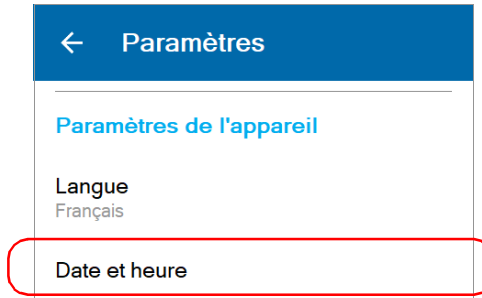 Paramètres
Paramètres de l'appareil
Langue
Français
Date et heure